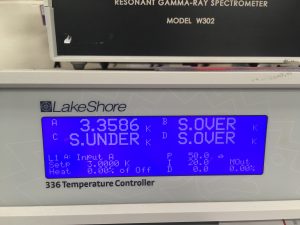 RESONANT GAMMA-RAY SPECTROMETER
MODEL W302
LakeShore
A 3.3586 K B S.OVER K
C S.UNDER K D S.OVER K
L1 A: Input A P 50.0
Setp 3.0000 K I 20.0 MOut
Heat 0.00% of Off D 0.0 0.00%
336 Temperature Controller